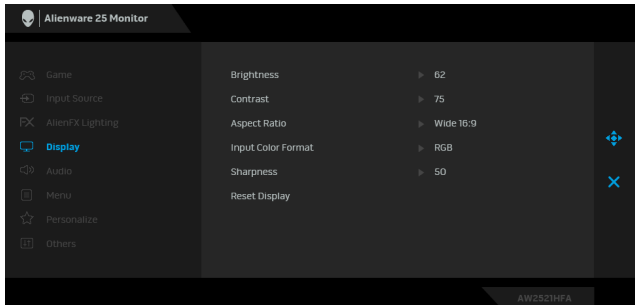 Alienware 25 Monitor
Game
Input Source
FX AlienFX Lighting
Display
Audio
Menu
Personalize
Others
Brightness 62
Contrast 75
Aspect Ratio Wide 16:9
Input Color Format RGB
Sharpness 50
Reset Display
AW2521HFA